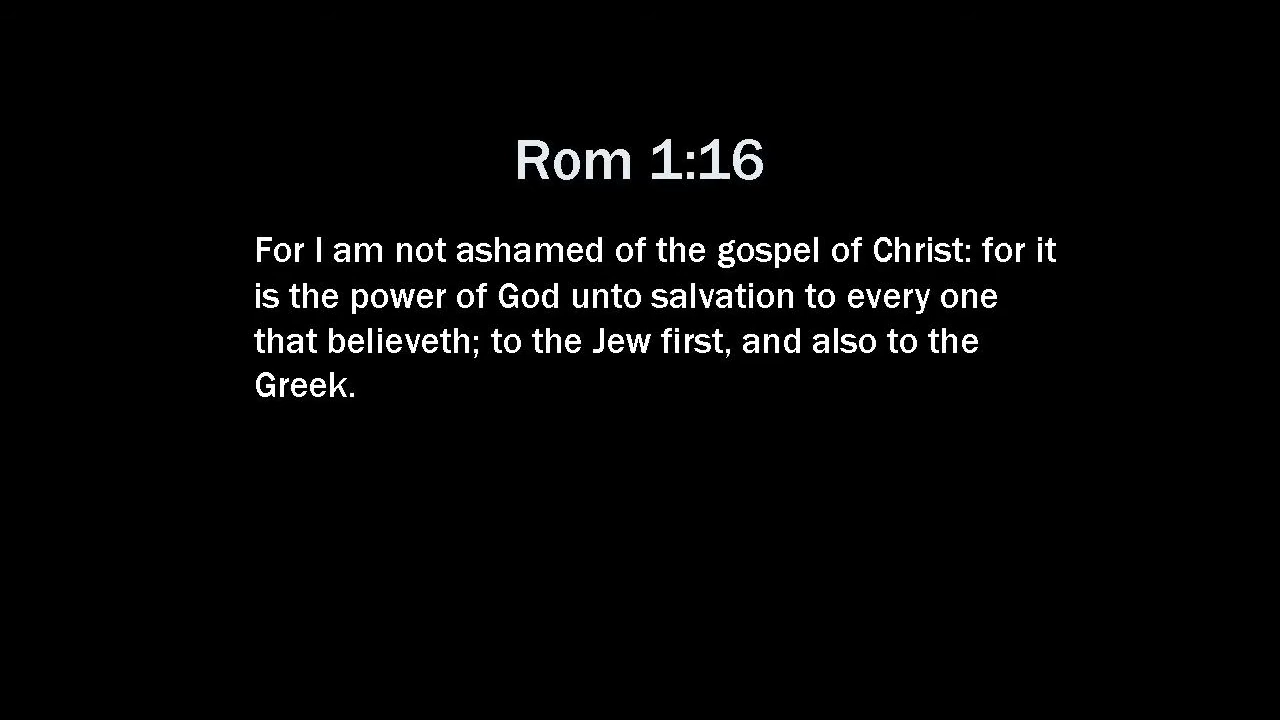 Rom 1:16
For I am not ashamed of the gospel of Christ: for it
is the power of God unto salvation to every one
that believeth; to the Jew first, and also to the
Greek.